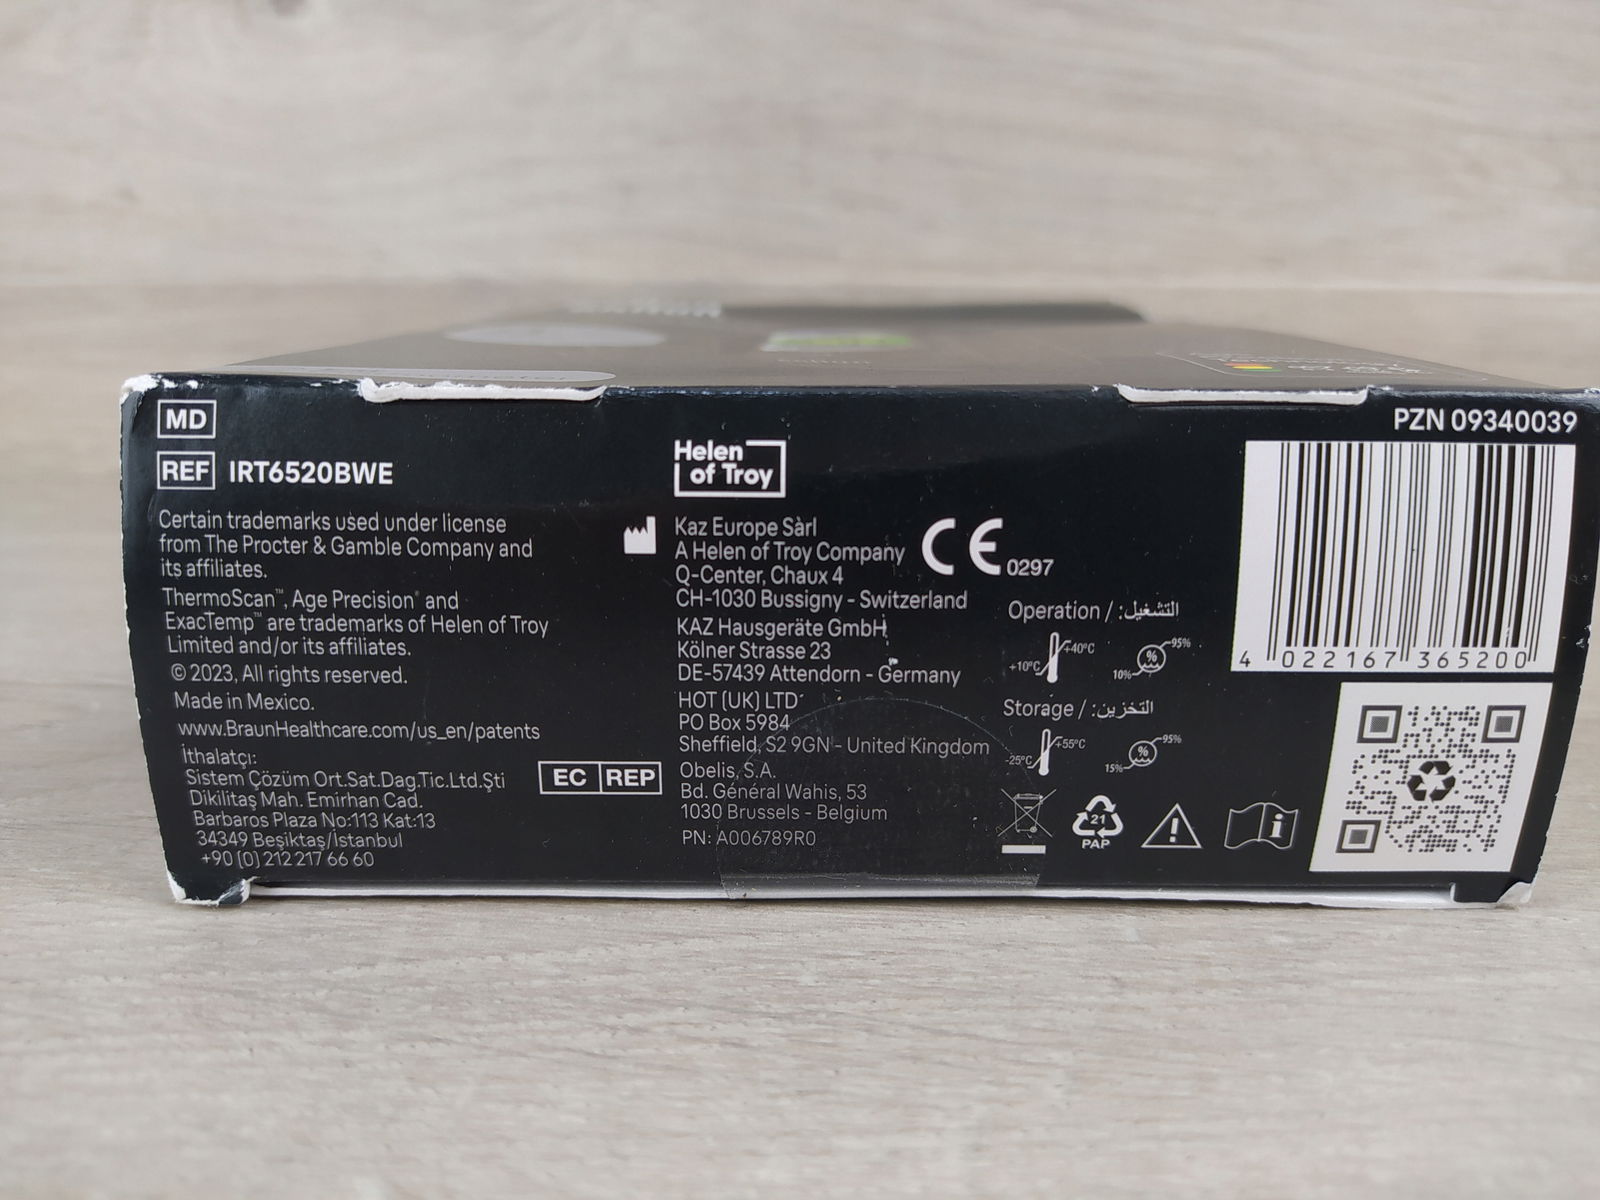 MD
REF IRT6520BWE
Certain trademarks used under license
from The Procter & Gamble Company and
its affiliates.
ThermoScan™, Age Precision® and
ExacTemp™ are trademarks of Helen of Troy
Limited and/or its affiliates.
© 2023, All rights reserved.
Made in Mexico.
www.BraunHealthcare.com/us_en/patents
İthalatçı:
Sistem Çözüm Ort.Sat.Dag.Tic.Ltd.Şti
Dikilitaş Mah. Emirhan Cad.
Barbaros Plaza No:113 Kat:13
34349 Beşiktaş/İstanbul
+90 (0) 212 217 66 60
Helen
of Troy
Kaz Europe Sàrl
A Helen of Troy Company
Q-Center, Chaux 4
CH-1030 Bussigny - Switzerland
KAZ Hausgeräte GmbH
Kölner Strasse 23
DE-57439 Attendorn - Germany
HOT (UK) LTD
PO Box 5984
Sheffield, S2 9GN - United Kingdom
EC REP
Obelis, S.A.
Bd. Général Wahis, 53
1030 Brussels - Belgium
PN: A006789R0
CE 0297
Operation / التشغيل:
+10°C +40°C 10% % 95%
Storage / التخزين:
-25°C +55°C 15% % 95%
21
PAP
PZN 09340039
4 022167 365200